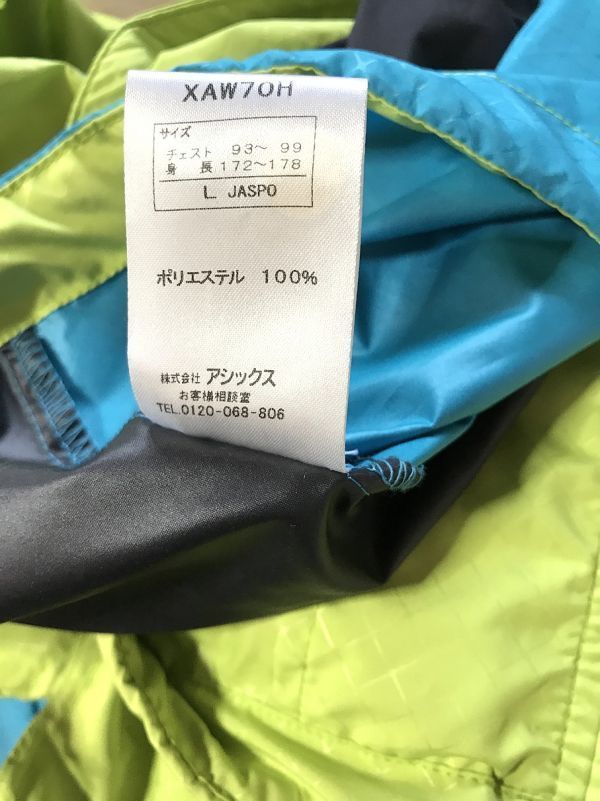 XAW70H
サイズ
チェスト 93～ 99
身 長 172～178
L JASPO
ポリエステル 100%
株式会社 アシックス
お客様相談室
TEL.0120-068-806